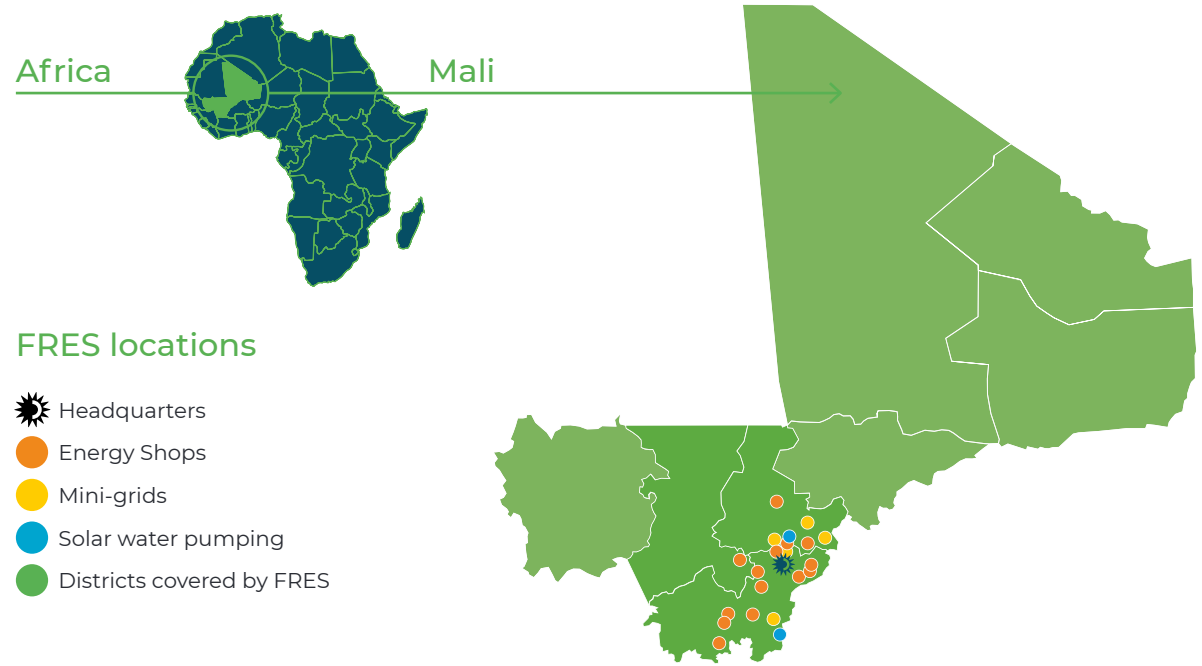 Africa
Mali
FRES locations
Headquarters
Energy Shops
Mini-grids
Solar water pumping
Districts covered by FRES